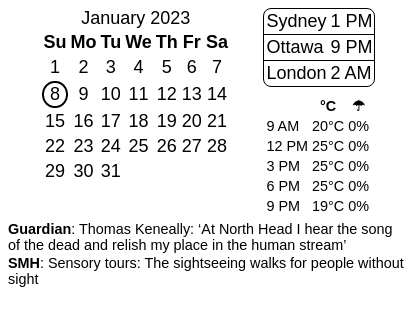 January 2023
Su Mo Tu We Th Fr Sa
1 2 3 4 5 6 7
8 9 10 11 12 13 14
15 16 17 18 19 20 21
22 23 24 25 26 27 28
29 30 31
Sydney 1 PM
Ottawa 9 PM
London 2 AM
°C ☂
9 AM 20°C 0%
12 PM 25°C 0%
3 PM 25°C 0%
6 PM 25°C 0%
9 PM 19°C 0%
Guardian: Thomas Keneally: ‘At North Head I hear the song
of the dead and relish my place in the human stream’
SMH: Sensory tours: The sightseeing walks for people without
sight